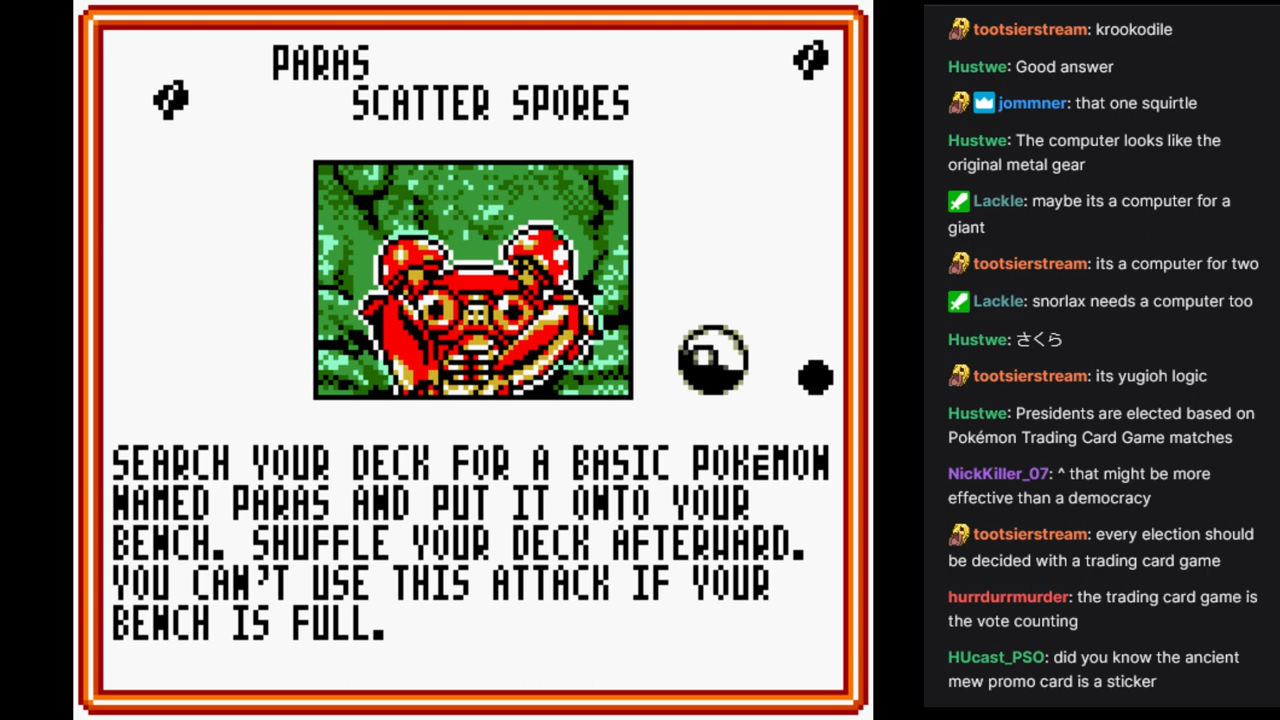 PARAS
SCATTER SPORES
SEARCH YOUR DECK FOR A BASIC POKéMON
NAMED PARAS AND PUT IT ONTO YOUR
BENCH. SHUFFLE YOUR DECK AFTERWARD.
YOU CAN'T USE THIS ATTACK IF YOUR
BENCH IS FULL.
tootsierstream: krookodile
Hustwe: Good answer
jommner: that one squirtle
Hustwe: The computer looks like the
original metal gear
Lackle: maybe its a computer for a
giant
tootsierstream: its a computer for two
Lackle: snorlax needs a computer too
Hustwe: さくら
tootsierstream: its yugioh logic
Hustwe: Presidents are elected based on
Pokémon Trading Card Game matches
NickKiller_07: ^ that might be more
effective than a democracy
tootsierstream: every election should
be decided with a trading card game
hurrdurrmurder: the trading card game is
the vote counting
HUcast_PSO: did you know the ancient
mew promo card is a sticker